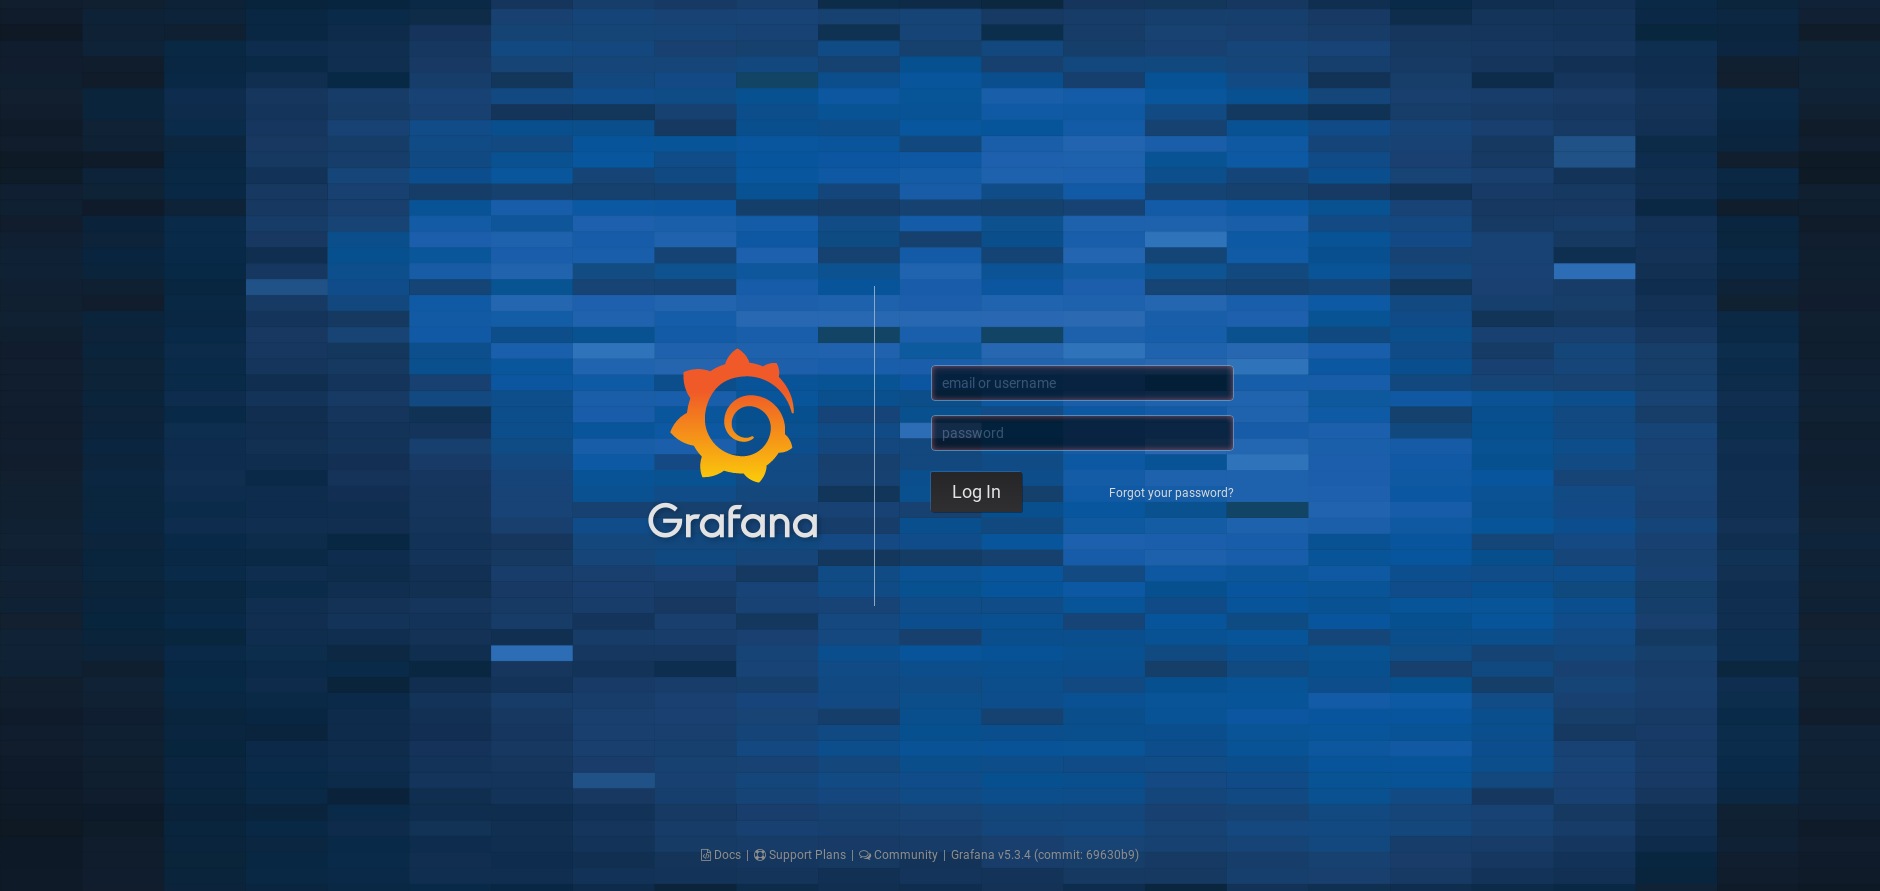 email or username
password
Log In
Forgot your password?
Grafana
Docs | Support Plans | Community | Grafana v5.3.4 (commit: 69630b9)